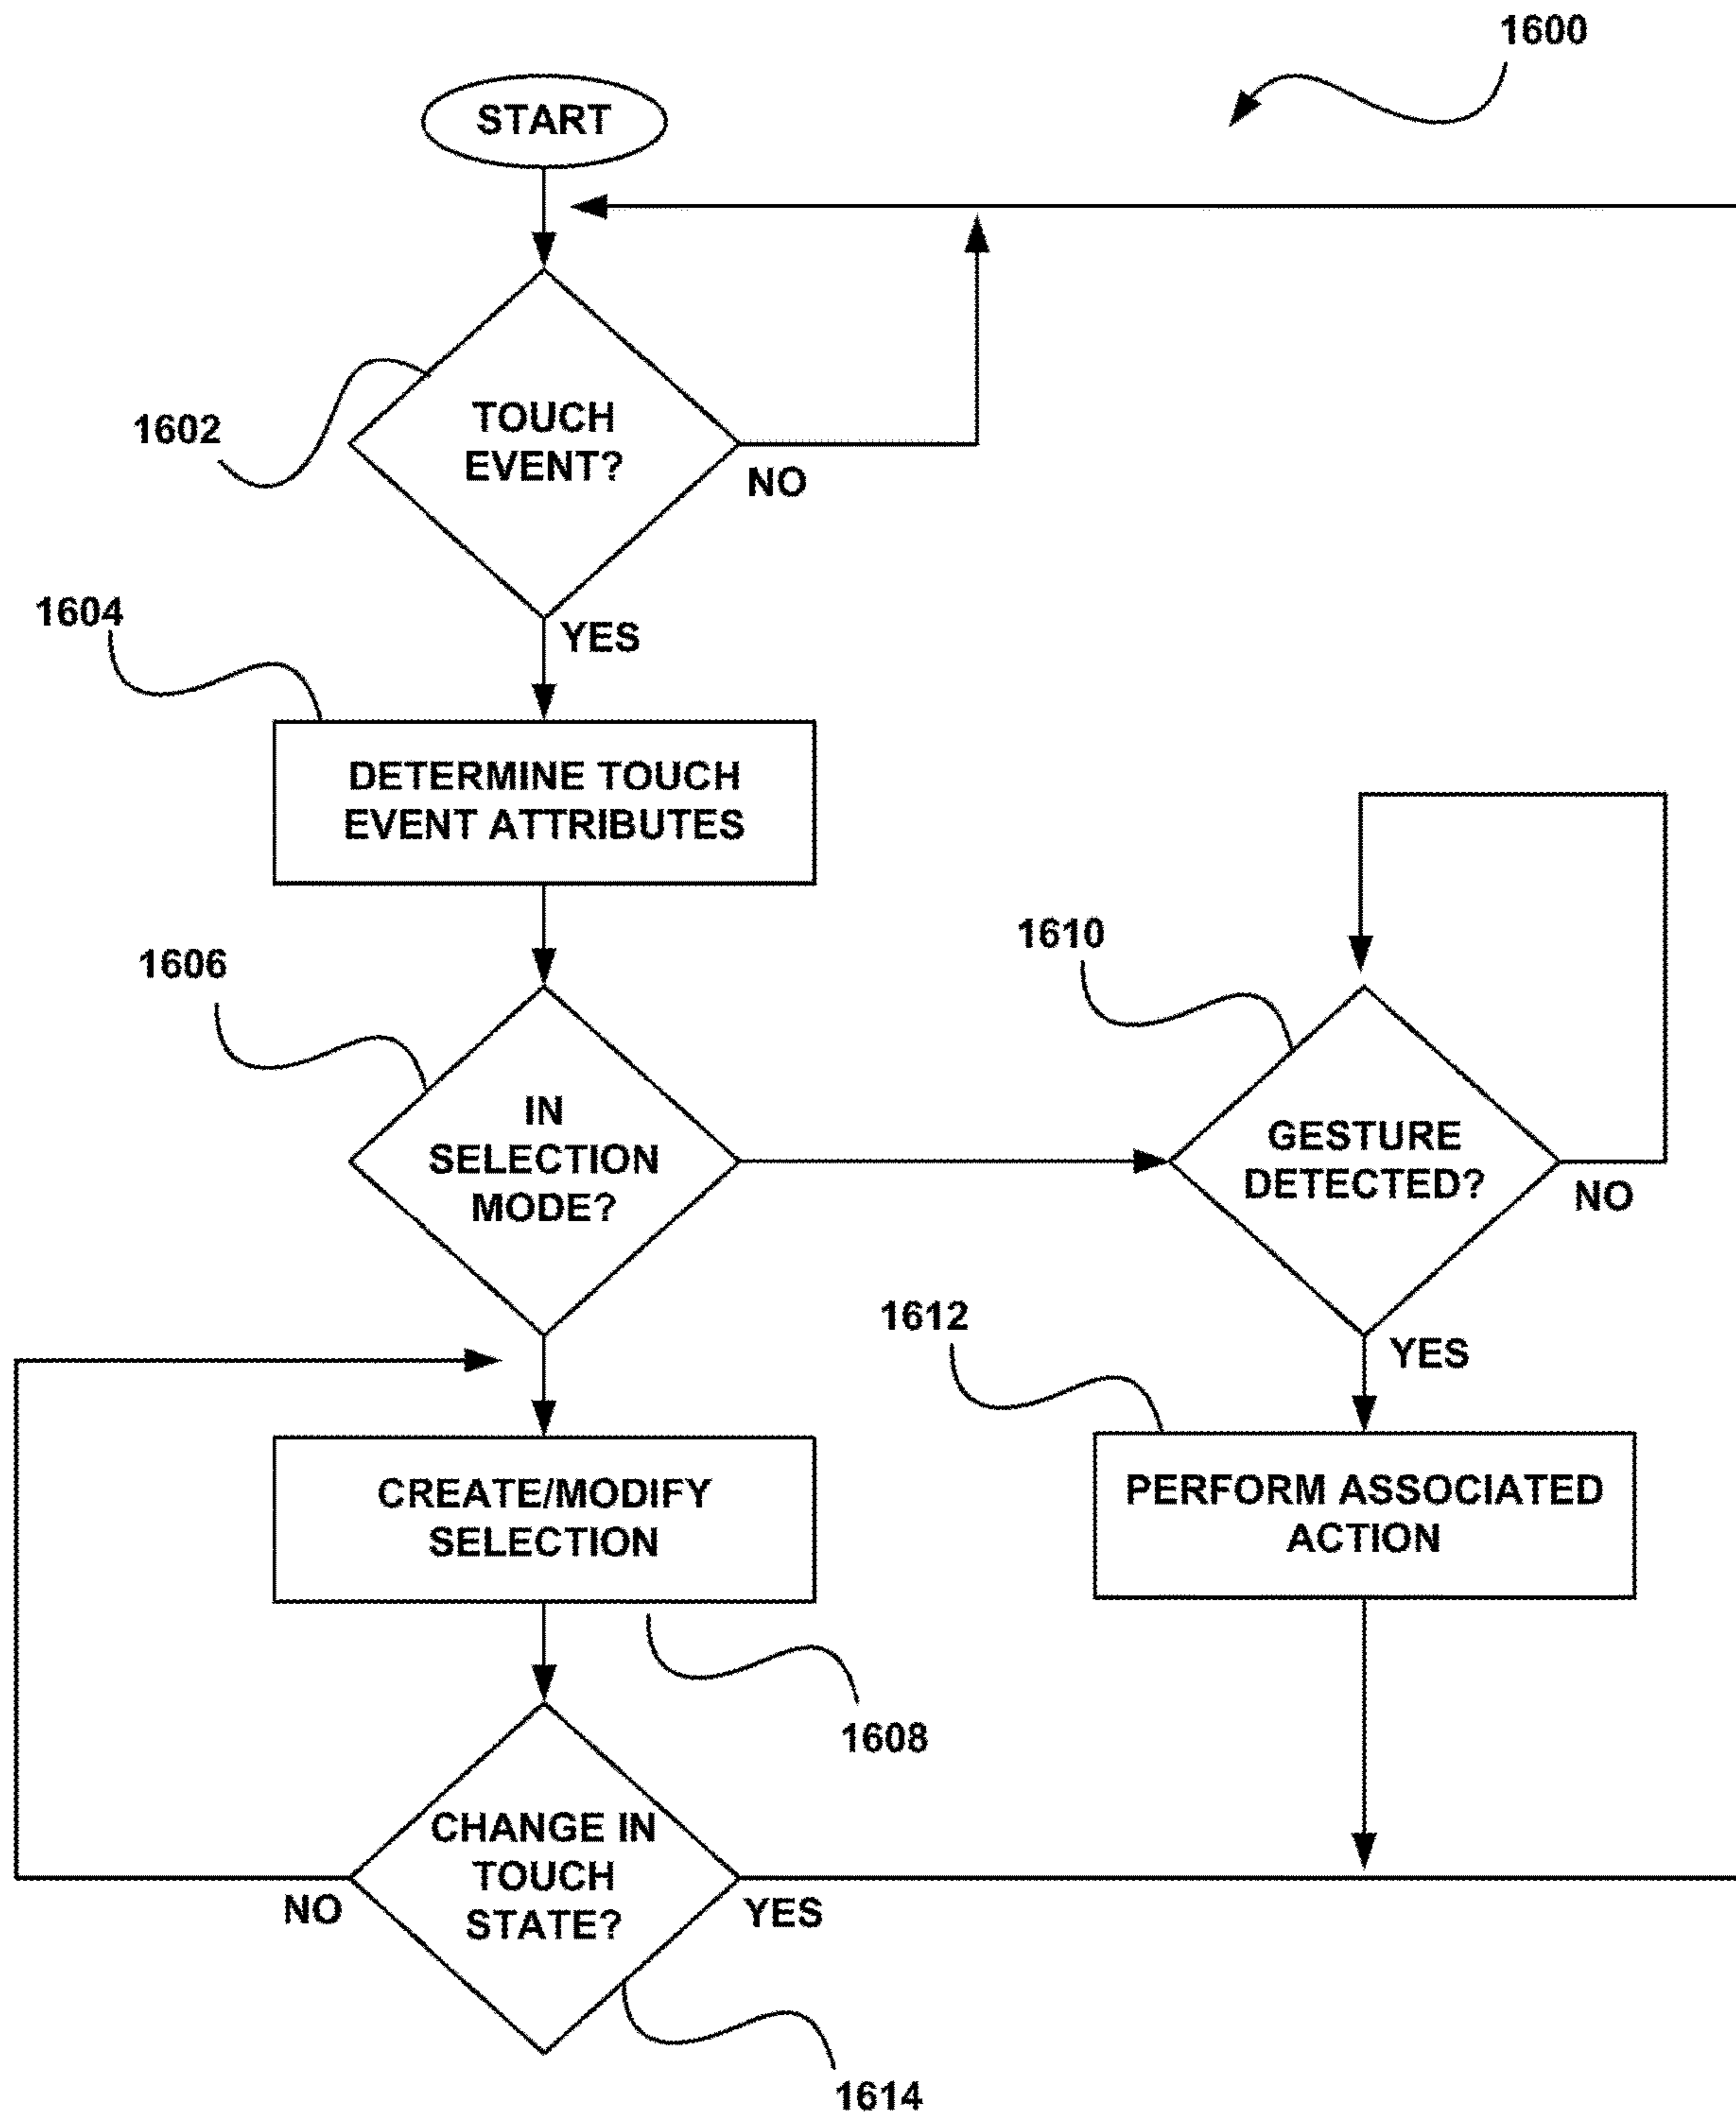 1600
START
1602
TOUCH
EVENT?
NO
YES
1604
DETERMINE TOUCH
EVENT ATTRIBUTES
1606
IN
SELECTION
MODE?
1610
GESTURE
DETECTED?
NO
YES
1612
PERFORM ASSOCIATED
ACTION
CREATE/MODIFY
SELECTION
1608
CHANGE IN
TOUCH
STATE?
NO
YES
1614